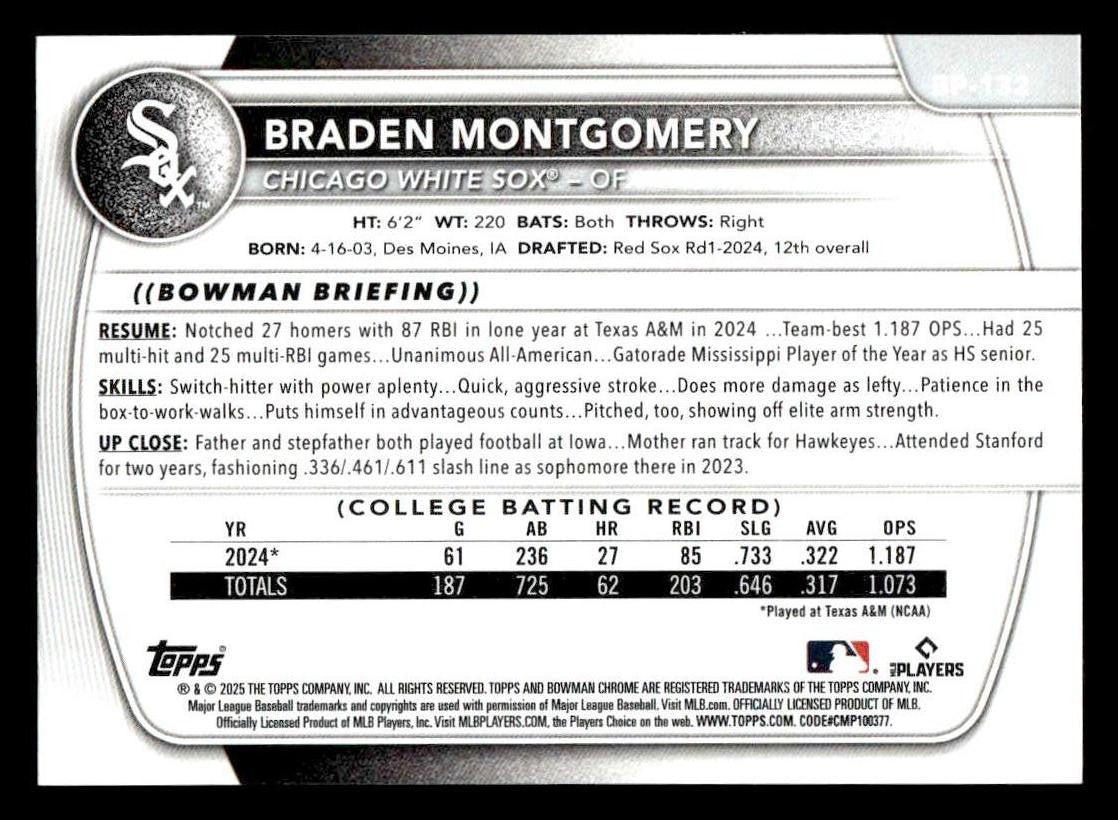 BP-132
Sox™
BRADEN MONTGOMERY
CHICAGO WHITE SOX® – OF
HT: 6'2" WT: 220 BATS: Both THROWS: Right
BORN: 4-16-03, Des Moines, IA DRAFTED: Red Sox Rd1-2024, 12th overall
((BOWMAN BRIEFING))
RESUME: Notched 27 homers with 87 RBI in lone year at Texas A&M in 2024 ...Team-best 1.187 OPS...Had 25
multi-hit and 25 multi-RBI games...Unanimous All-American...Gatorade Mississippi Player of the Year as HS senior.
SKILLS: Switch-hitter with power aplenty...Quick, aggressive stroke...Does more damage as lefty...Patience in the
box-to-work-walks...Puts himself in advantageous counts...Pitched, too, showing off elite arm strength.
UP CLOSE: Father and stepfather both played football at Iowa...Mother ran track for Hawkeyes...Attended Stanford
for two years, fashioning .336/.461/.611 slash line as sophomore there in 2023.
(COLLEGE BATTING RECORD)
YR G AB HR RBI SLG AVG OPS
2024* 61 236 27 85 .733 .322 1.187
TOTALS 187 725 62 203 .646 .317 1.073
*Played at Texas A&M (NCAA)
Topps® MLB PLAYERS
® & © 2025 THE TOPPS COMPANY, INC. ALL RIGHTS RESERVED. TOPPS AND BOWMAN CHROME ARE REGISTERED TRADEMARKS OF THE TOPPS COMPANY, INC.
Major League Baseball trademarks and copyrights are used with permission of Major League Baseball. Visit MLB.com. OFFICIALLY LICENSED PRODUCT OF MLB.
Officially Licensed Product of MLB Players, Inc. Visit MLBPLAYERS.COM, the Players Choice on the web. WWW.TOPPS.COM. CODE#CMP100377.